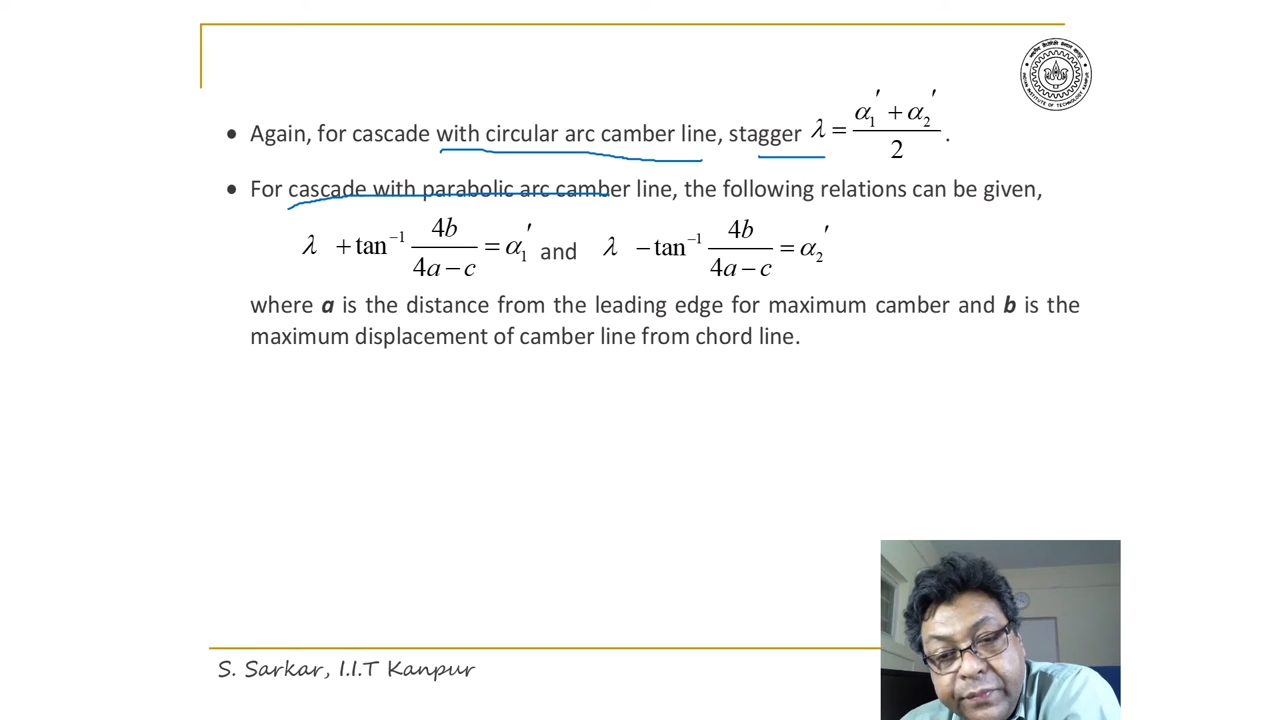 • Again, for cascade with circular arc camber line, stagger λ = (α₁′ + α₂′) / 2 .
• For cascade with parabolic arc camber line, the following relations can be given,
λ + tan⁻¹ 4b / (4a − c) = α₁′ and λ − tan⁻¹ 4b / (4a − c) = α₂′
where a is the distance from the leading edge for maximum camber and b is the
maximum displacement of camber line from chord line.
S. Sarkar, I.I.T Kanpur